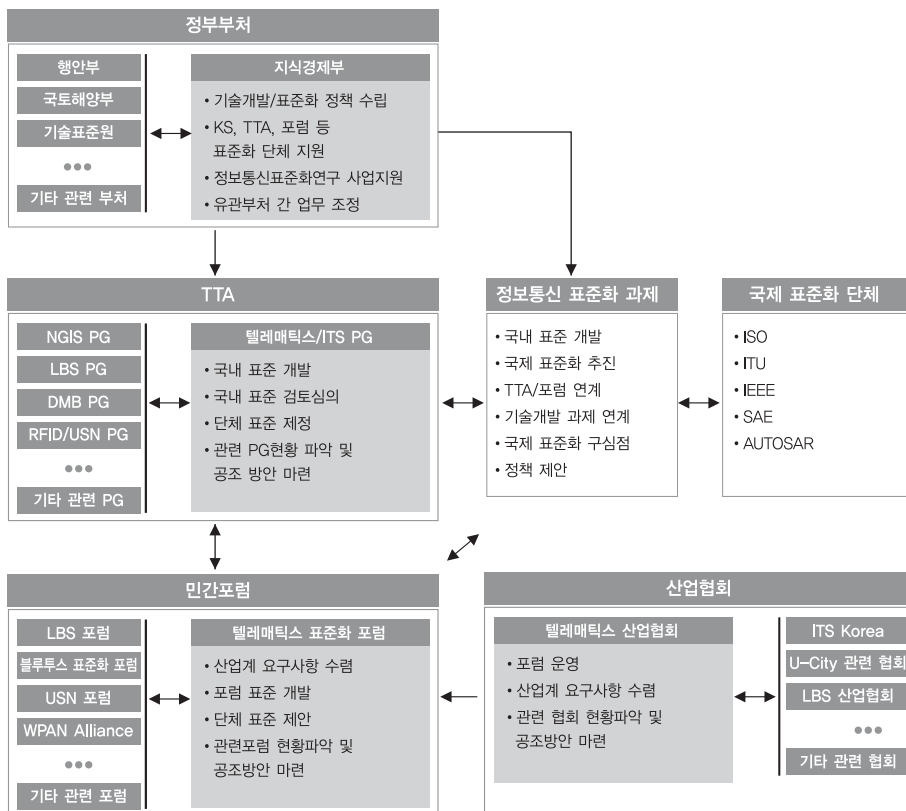 정부부처
행안부
국토해양부
기술표준원
•••
기타 관련 부처
지식경제부
• 기술개발/표준화 정책 수립
• KS, TTA, 포럼 등
표준화 단체 지원
• 정보통신표준화연구 사업지원
• 유관부처 간 업무 조정
TTA
NGIS PG
LBS PG
DMB PG
RFID/USN PG
•••
기타 관련 PG
텔레매틱스/ITS PG
• 국내 표준 개발
• 국내 표준 검토심의
• 단체 표준 제정
• 관련 PG현황 파악 및
공조 방안 마련
정보통신 표준화 과제
• 국내 표준 개발
• 국제 표준화 추진
• TTA/포럼 연계
• 기술개발 과제 연계
• 국제 표준화 구심점
• 정책 제안
국제 표준화 단체
• ISO
• ITU
• IEEE
• SAE
• AUTOSAR
민간포럼
LBS 포럼
블루투스 표준화 포럼
USN 포럼
WPAN Alliance
•••
기타 관련 포럼
텔레매틱스 표준화 포럼
• 산업계 요구사항 수렴
• 포럼 표준 개발
• 단체 표준 제안
• 관련포럼 현황파악 및
공조방안 마련
산업협회
텔레매틱스 산업협회
• 포럼 운영
• 산업계 요구사항 수렴
• 관련 협회 현황파악 및
공조방안 마련
ITS Korea
U-City 관련 협회
LBS 산업협회
•••
기타 관련 협회